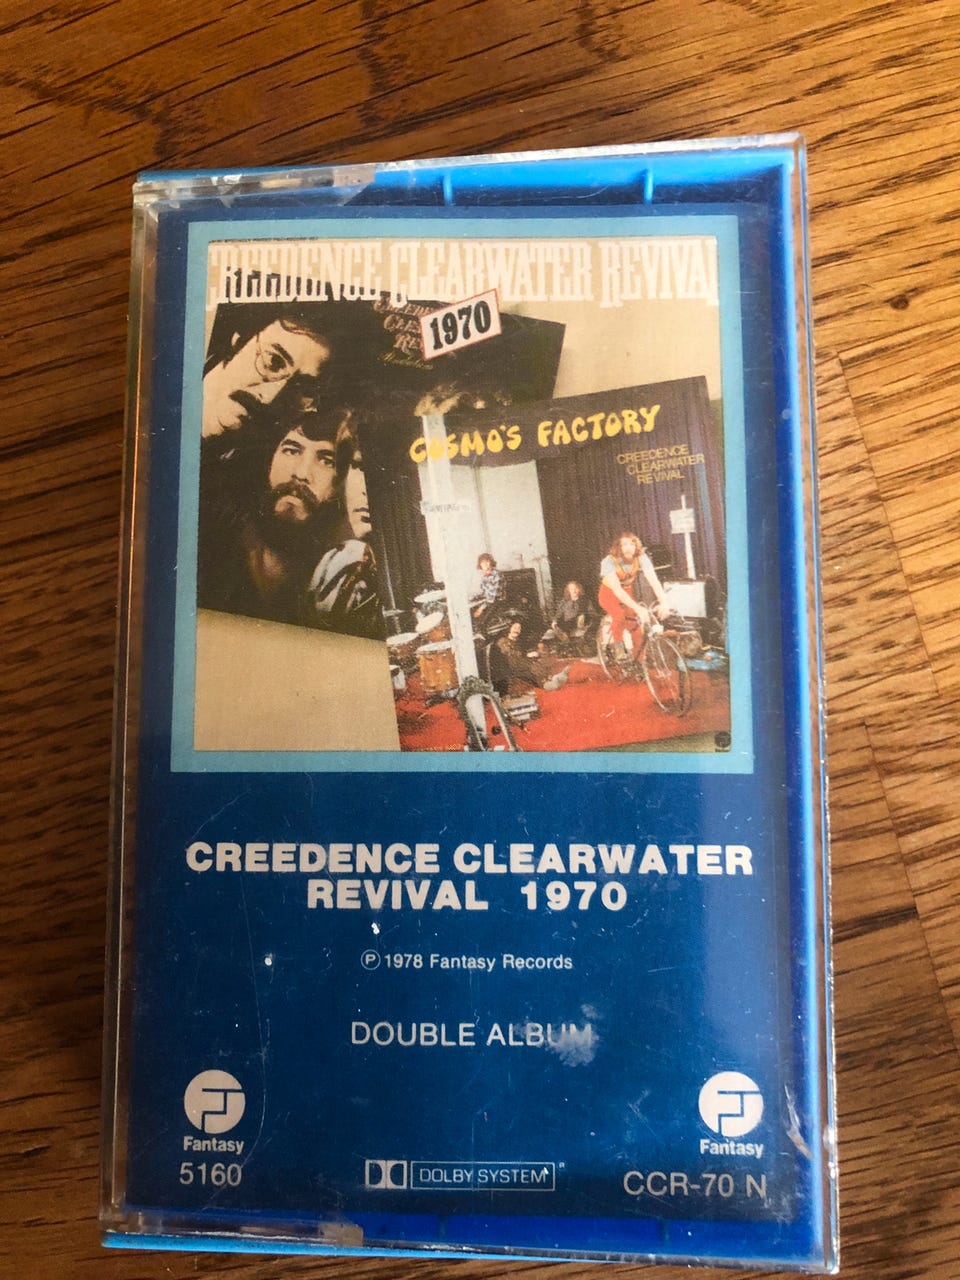 CREEDENCE CLEARWATER REVIVAL
1970
COSMO'S FACTORY
CREEDENCE
CLEARWATER
REVIVAL
CREEDENCE CLEARWATER
REVIVAL 1970
℗ 1978 Fantasy Records
DOUBLE ALBUM
Fantasy
5160
DOLBY SYSTEM®
Fantasy
CCR-70 N